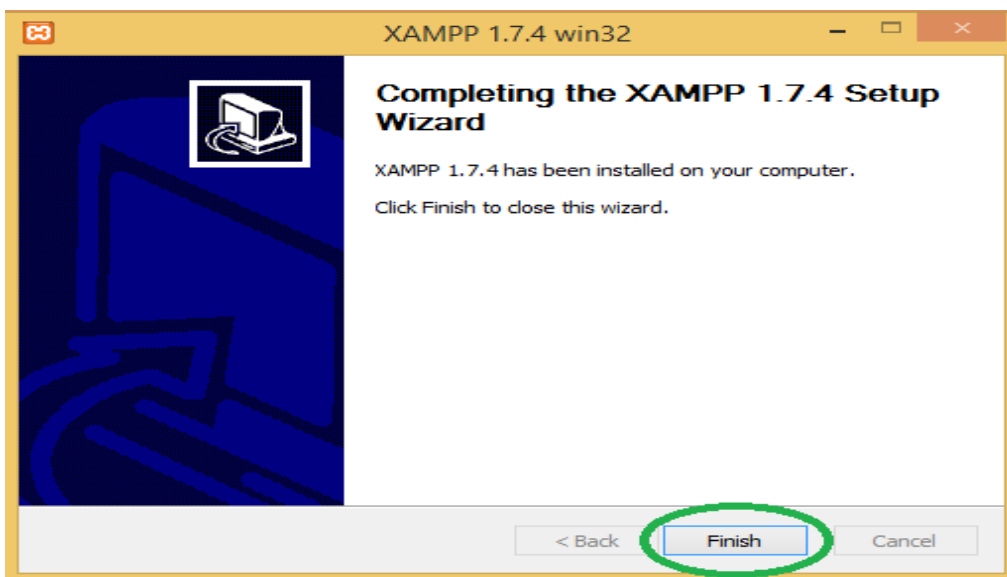 XAMPP 1.7.4 win32
Completing the XAMPP 1.7.4 Setup
Wizard
XAMPP 1.7.4 has been installed on your computer.
Click Finish to close this wizard.
< Back
Finish
Cancel